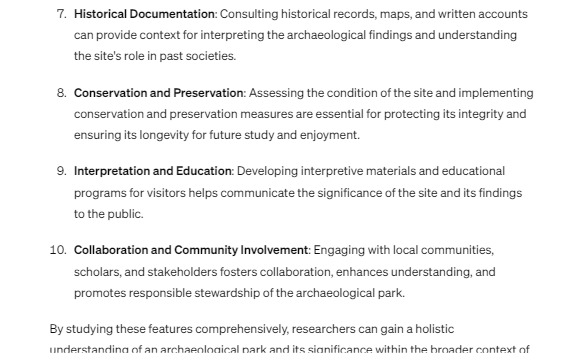 7. Historical Documentation: Consulting historical records, maps, and written accounts
can provide context for interpreting the archaeological findings and understanding
the site's role in past societies.
8. Conservation and Preservation: Assessing the condition of the site and implementing
conservation and preservation measures are essential for protecting its integrity and
ensuring its longevity for future study and enjoyment.
9. Interpretation and Education: Developing interpretive materials and educational
programs for visitors helps communicate the significance of the site and its findings
to the public.
10. Collaboration and Community Involvement: Engaging with local communities,
scholars, and stakeholders fosters collaboration, enhances understanding, and
promotes responsible stewardship of the archaeological park.
By studying these features comprehensively, researchers can gain a holistic
understanding of an archaeological park and its significance within the broader context of